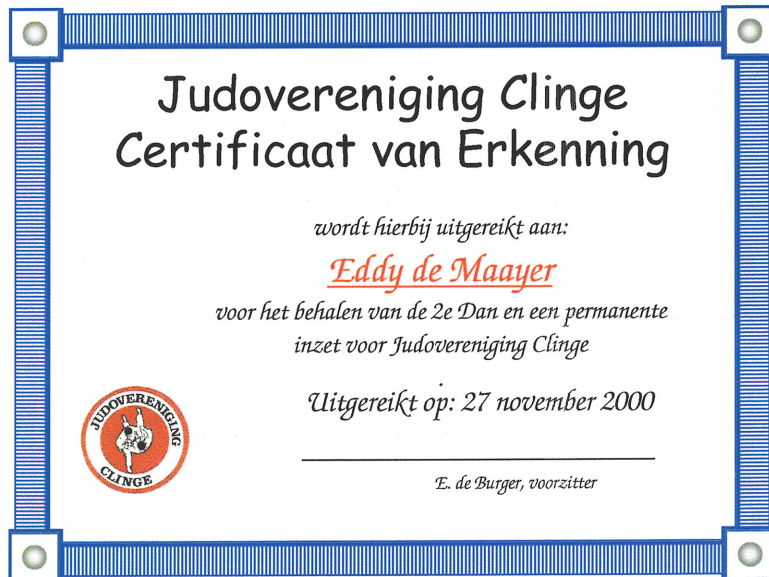 Judovereniging Clinge
Certificaat van Erkenning
wordt hierbij uitgereikt aan:
Eddy de Maayer
voor het behalen van de 2e Dan en een permanente
inzet voor Judovereniging Clinge
Uitgereikt op: 27 november 2000
E. de Burger, voorzitter
JUDOVERENIGING
CLINGE